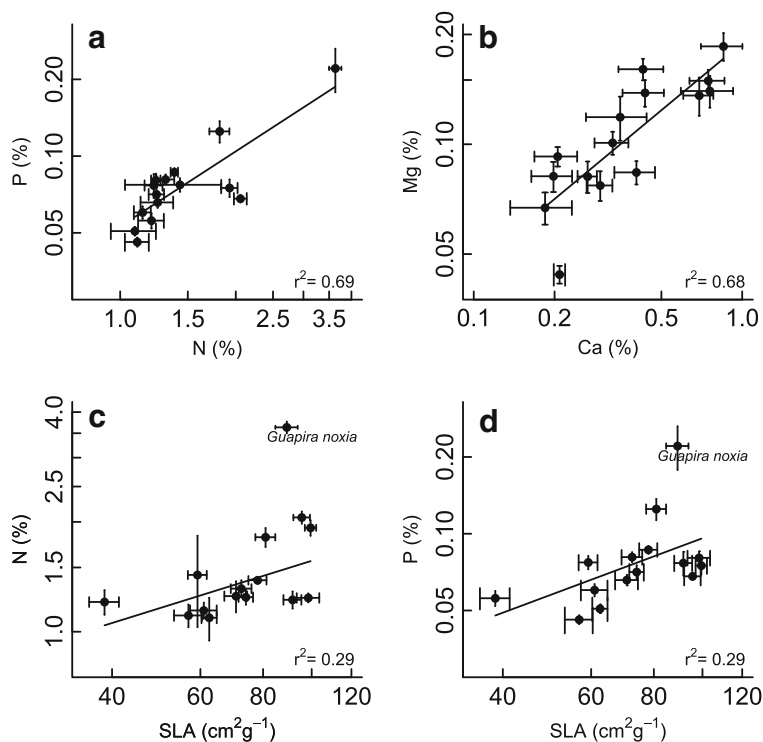 a
P (%)
0.20
0.10
0.05
r²= 0.69
1.0 1.5 2.5 3.5
N (%)
b
Mg (%)
0.20
0.10
0.05
r²= 0.68
0.1 0.2 0.5 1.0
Ca (%)
c
N (%)
4.0
2.5
1.5
1.0
Guapira noxia
r²= 0.29
40 60 80 120
SLA (cm²g⁻¹)
d
P (%)
0.20
0.10
0.05
Guapira noxia
r²= 0.29
40 60 80 120
SLA (cm²g⁻¹)